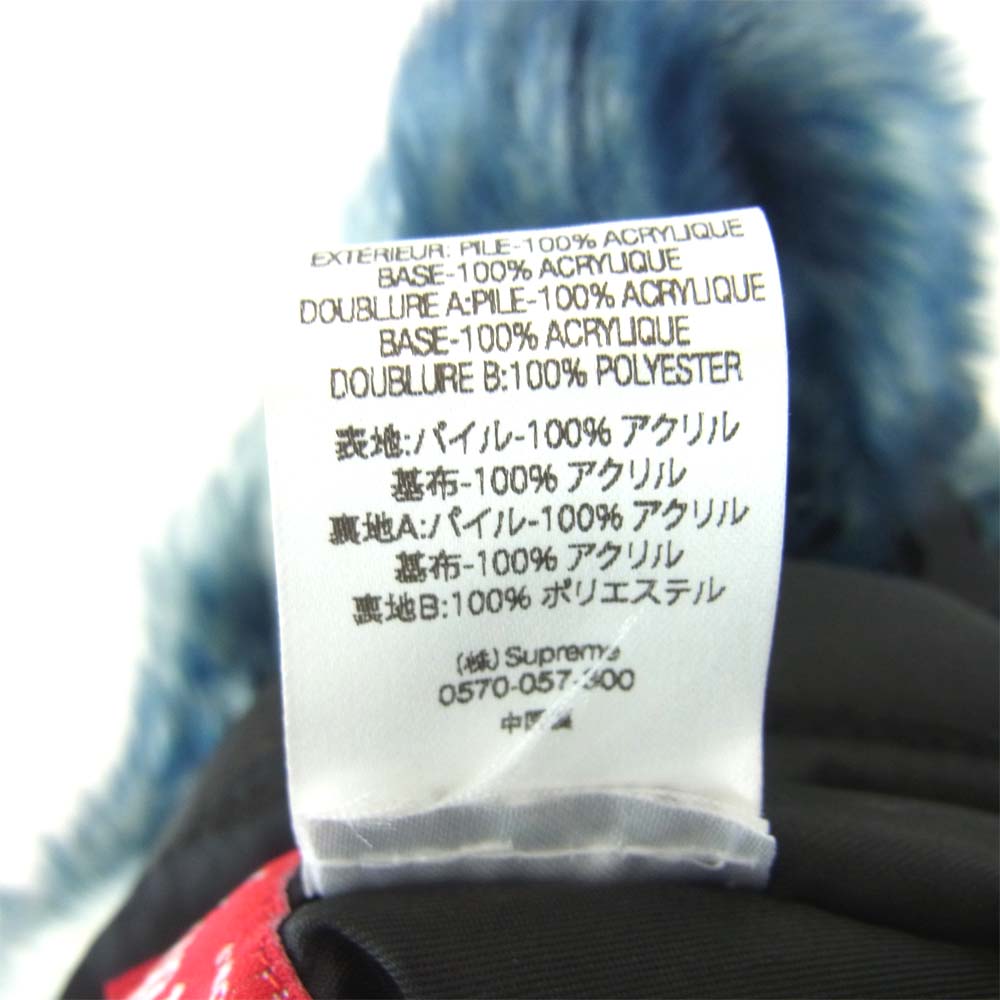 EXTÉRIEUR: PILE-100% ACRYLIQUE
BASE-100% ACRYLIQUE
DOUBLURE A:PILE-100% ACRYLIQUE
BASE-100% ACRYLIQUE
DOUBLURE B:100% POLYESTER
表地:パイル-100% アクリル
基布-100% アクリル
裏地A:パイル-100% アクリル
基布-100% アクリル
裏地B:100% ポリエステル
(株) Supreme
0570-057-300
中国製